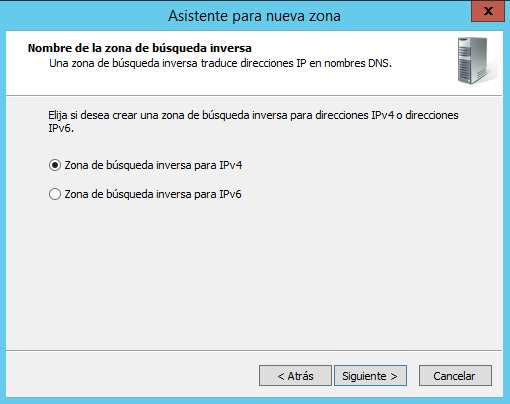 Asistente para nueva zona
x
Nombre de la zona de búsqueda inversa
Una zona de búsqueda inversa traduce direcciones IP en nombres DNS.
Elija si desea crear una zona de búsqueda inversa para direcciones IPv4 o direcciones
IPv6.
Zona de búsqueda inversa para IPv4
Zona de búsqueda inversa para IPv6
< Atrás Siguiente > Cancelar